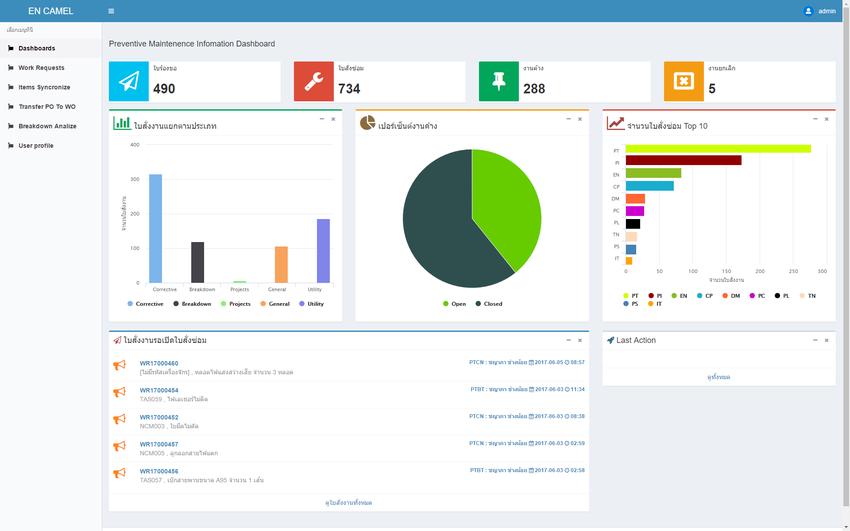 EN CAMEL
admin
เลือกเมนูที่นี่
Dashboards
Work Requests
Items Syncronize
Transfer PO To WO
Breakdown Analize
User profile
Preventive Maintenence Infomation Dashboard
ใบร้องขอ
490
ใบสั่งซ่อม
734
งานค้าง
288
งานยกเลิก
5
ใบสั่งงานแยกตามประเภท
400
300
200
100
0
จำนวนใบสั่งงาน
Corrective Breakdown Projects General Utility
Corrective Breakdown Projects General Utility
เปอร์เซ็นต์งานค้าง
Open Closed
จำนวนใบสั่งซ่อม Top 10
PT
PI
EN
CP
DM
PC
PL
TN
PS
IT
0 50 100 150 200 250 300
จำนวนใบสั่งงาน
PT PI EN CP DM PC PL TN
PS IT
ใบสั่งงานรอเปิดใบสั่งซ่อม
WR17000460 PTCN : ชญาภา ช่างน้อย 2017-06-05 08:57
[ไม่มีรหัสเครื่องจักร] , หลอดไฟแสงสว่างเสีย จำนวน 3 หลอด
WR17000454 PTBT : ชญาภา ช่างน้อย 2017-06-03 11:34
TAS059 , ไฟเลเซอร์ไม่ติด
WR17000452 PTCN : ชญาภา ช่างน้อย 2017-06-03 08:38
NCM003 , ใบมีดไม่ตัด
WR17000457 PTCN : ชญาภา ช่างน้อย 2017-06-03 02:59
NCM005 , ลูกลอกสายไฟแตก
WR17000456 PTBT : ชญาภา ช่างน้อย 2017-06-03 02:58
TAS057 , เบิกสายพานขนาด A95 จำนวน 1 เส้น
ดูใบสั่งงานทั้งหมด
Last Action
ดูทั้งหมด